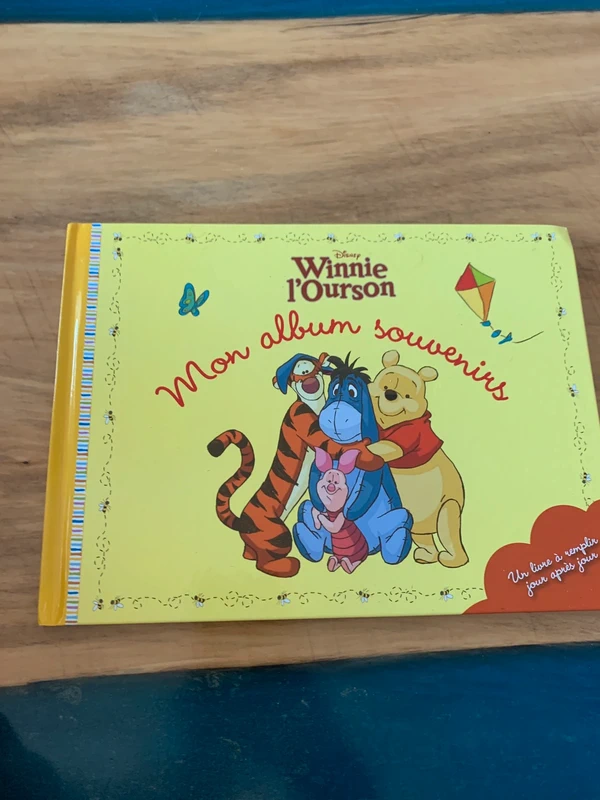 Disney
Winnie
l'Ourson
Mon album souvenirs
Un livre à remplir
jour après jour